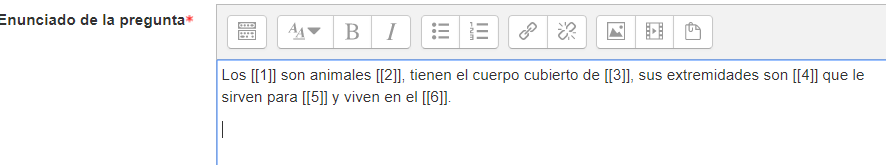 Enunciado de la pregunta*
Los [[1]] son animales [[2]], tienen el cuerpo cubierto de [[3]], sus extremidades son [[4]] que le
sirven para [[5]] y viven en el [[6]].